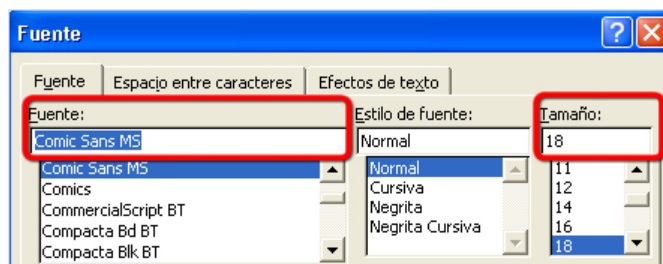 Fuente
Fuente Espacio entre caracteres Efectos de texto
Fuente: Estilo de fuente: Tamaño:
Comic Sans MS Normal 18
Comic Sans MS Normal 11
Comics Cursiva 12
CommercialScript BT Negrita 14
Compacta Bd BT Negrita Cursiva 16
Compacta Blk BT 18